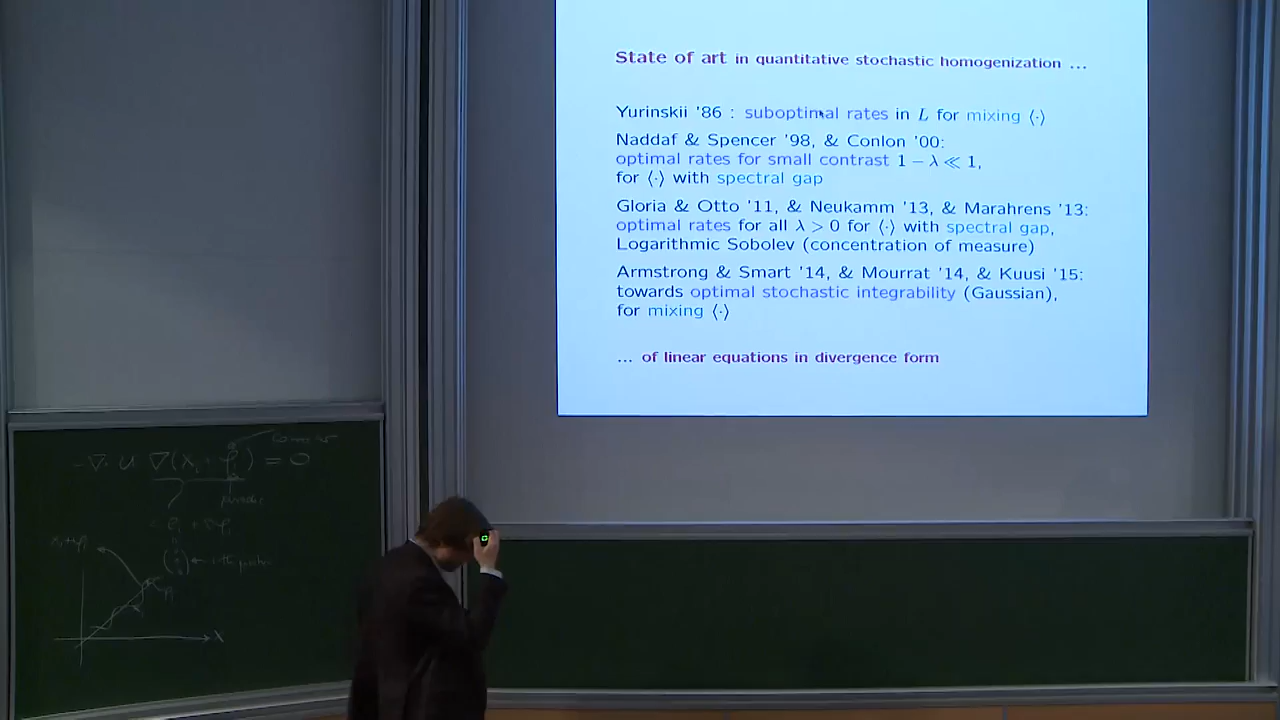 State of art in quantitative stochastic homogenization ...
Yurinskii '86 : suboptimal rates in L for mixing ⟨·⟩
Naddaf & Spencer '98, & Conlon '00:
optimal rates for small contrast 1 − λ ≪ 1,
for ⟨·⟩ with spectral gap
Gloria & Otto '11, & Neukamm '13, & Marahrens '13:
optimal rates for all λ > 0 for ⟨·⟩ with spectral gap,
Logarithmic Sobolev (concentration of measure)
Armstrong & Smart '14, & Mourrat '14, & Kuusi '15:
towards optimal stochastic integrability (Gaussian),
for mixing ⟨·⟩
... of linear equations in divergence form
= 0
x